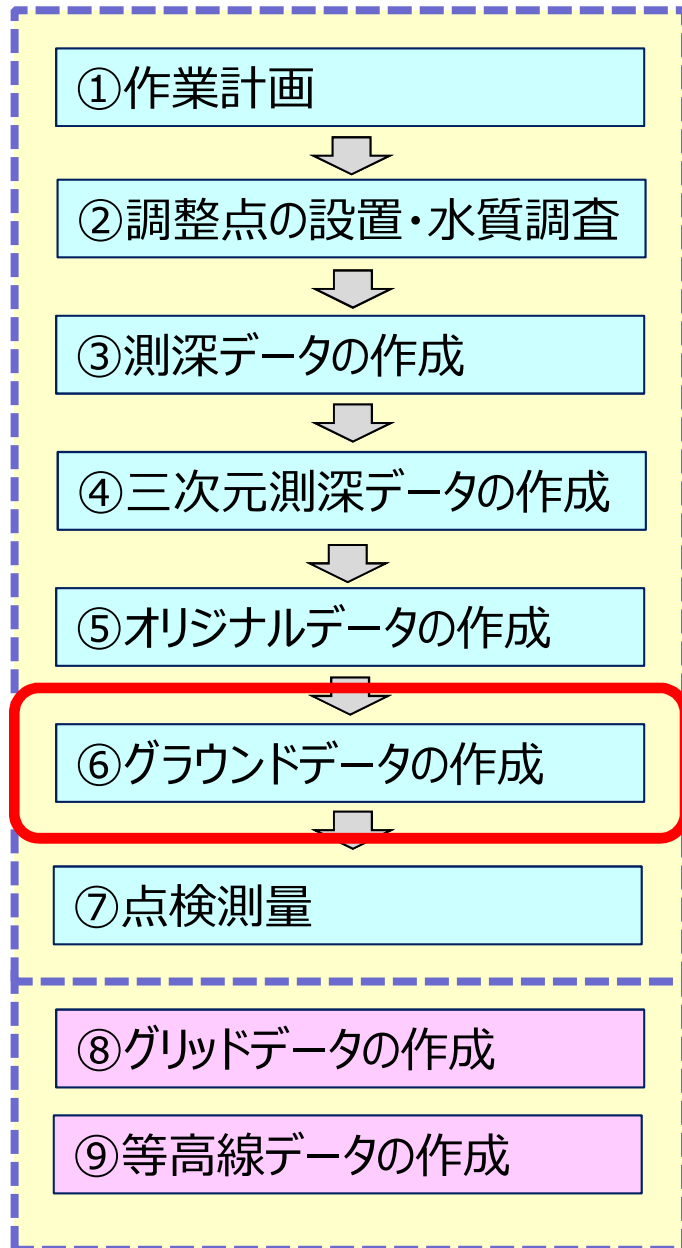 ①作業計画
②調整点の設置・水質調査
③測深データの作成
④三次元測深データの作成
⑤オリジナルデータの作成
⑥グラウンドデータの作成
⑦点検測量
⑧グリッドデータの作成
⑨等高線データの作成